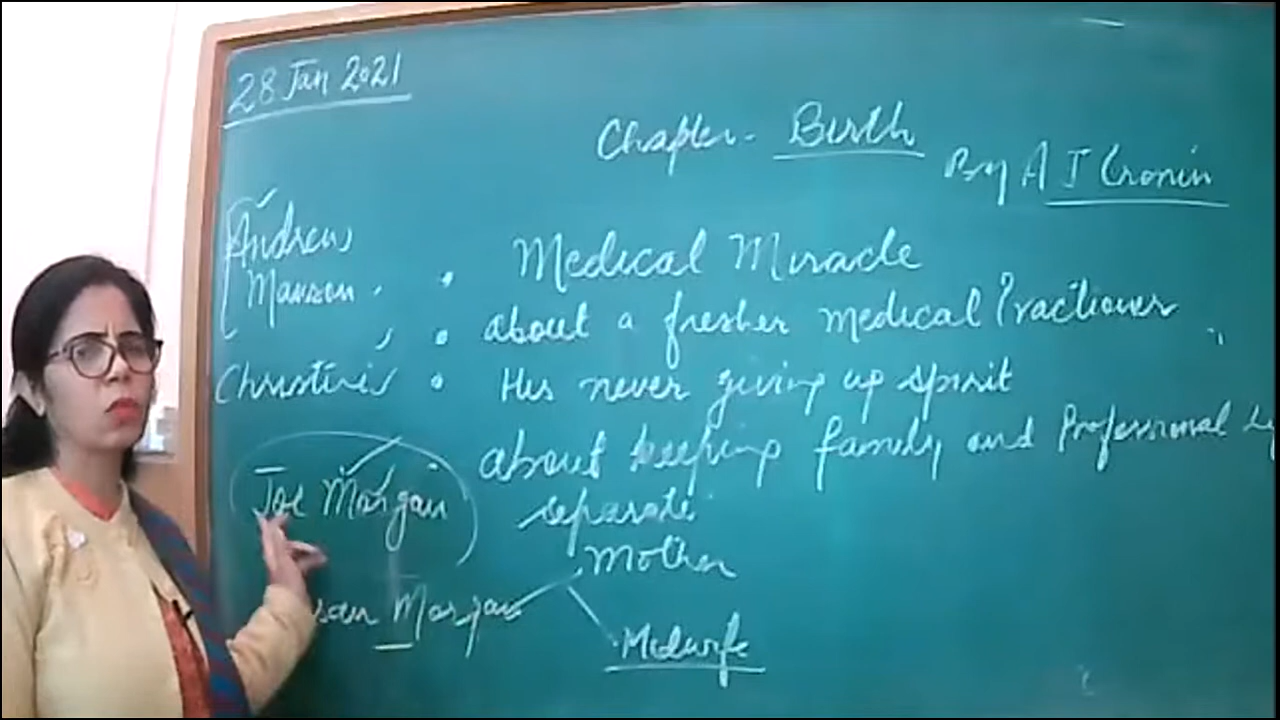 28 Jan 2021
Chapter - Birth
By A J Cronin
Andrew
Manson
Christine
Joe Morgan
san Morgan
• Medical Miracle
• about a fresher medical Practioner
• His never giving up spirit
about keeping family and Professional
separate
Mother
Midwife